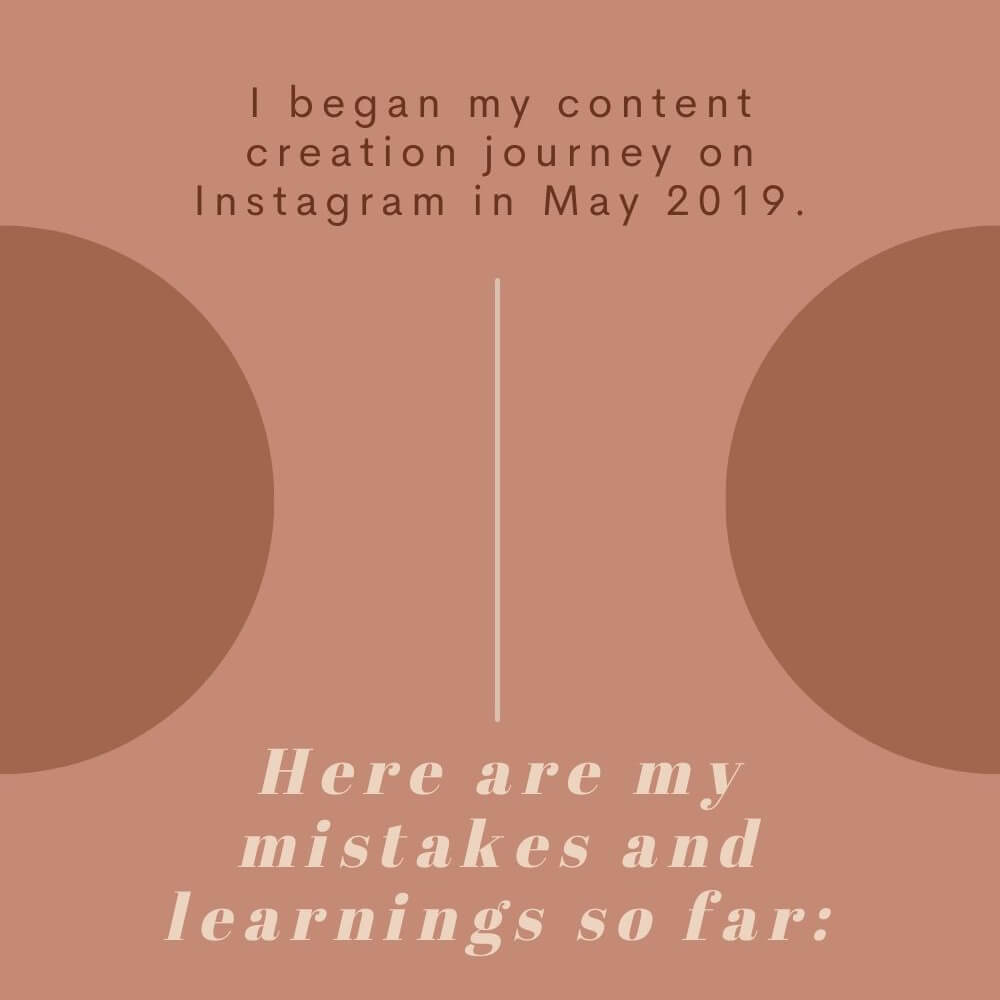 I began my content
creation journey on
Instagram in May 2019.
Here are my
mistakes and
learnings so far: